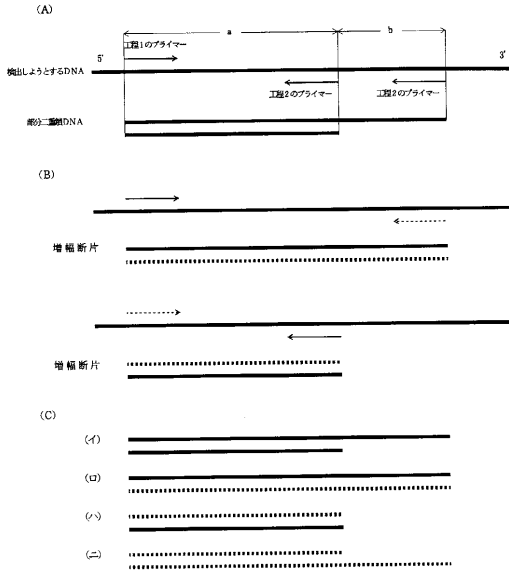 (A)
a
b
5'
工程1のプライマー
3'
検出しようとするDNA
工程2のプライマー
工程2のプライマー
部分二重鎖DNA
(B)
増幅断片
増幅断片
(C)
(イ)
(ロ)
(ハ)
(ニ)